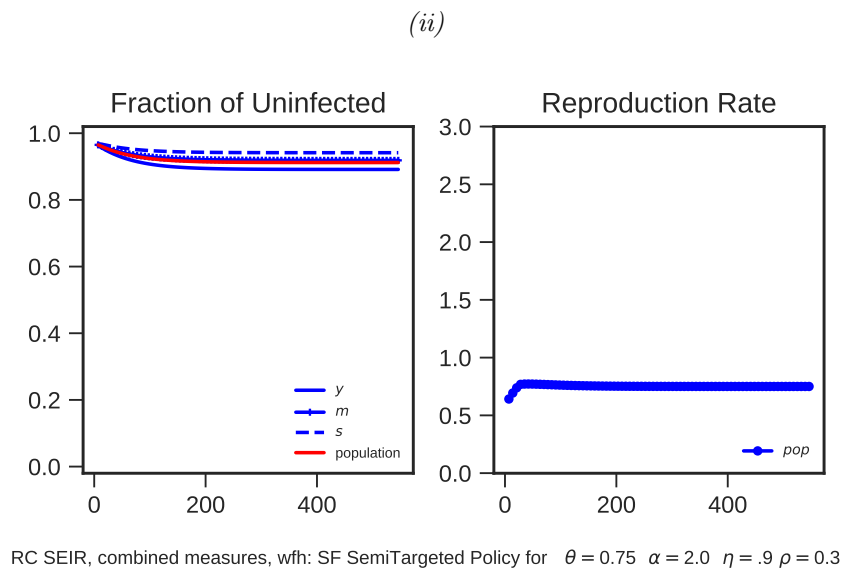 (ii)
Fraction of Uninfected
1.0
0.8
0.6
0.4
0.2
0.0
0 200 400
y
m
s
population
Reproduction Rate
3.0
2.5
2.0
1.5
1.0
0.5
0.0
0 200 400
pop
RC SEIR, combined measures, wfh: SF SemiTargeted Policy for θ = 0.75 α = 2.0 η = .9 ρ = 0.3